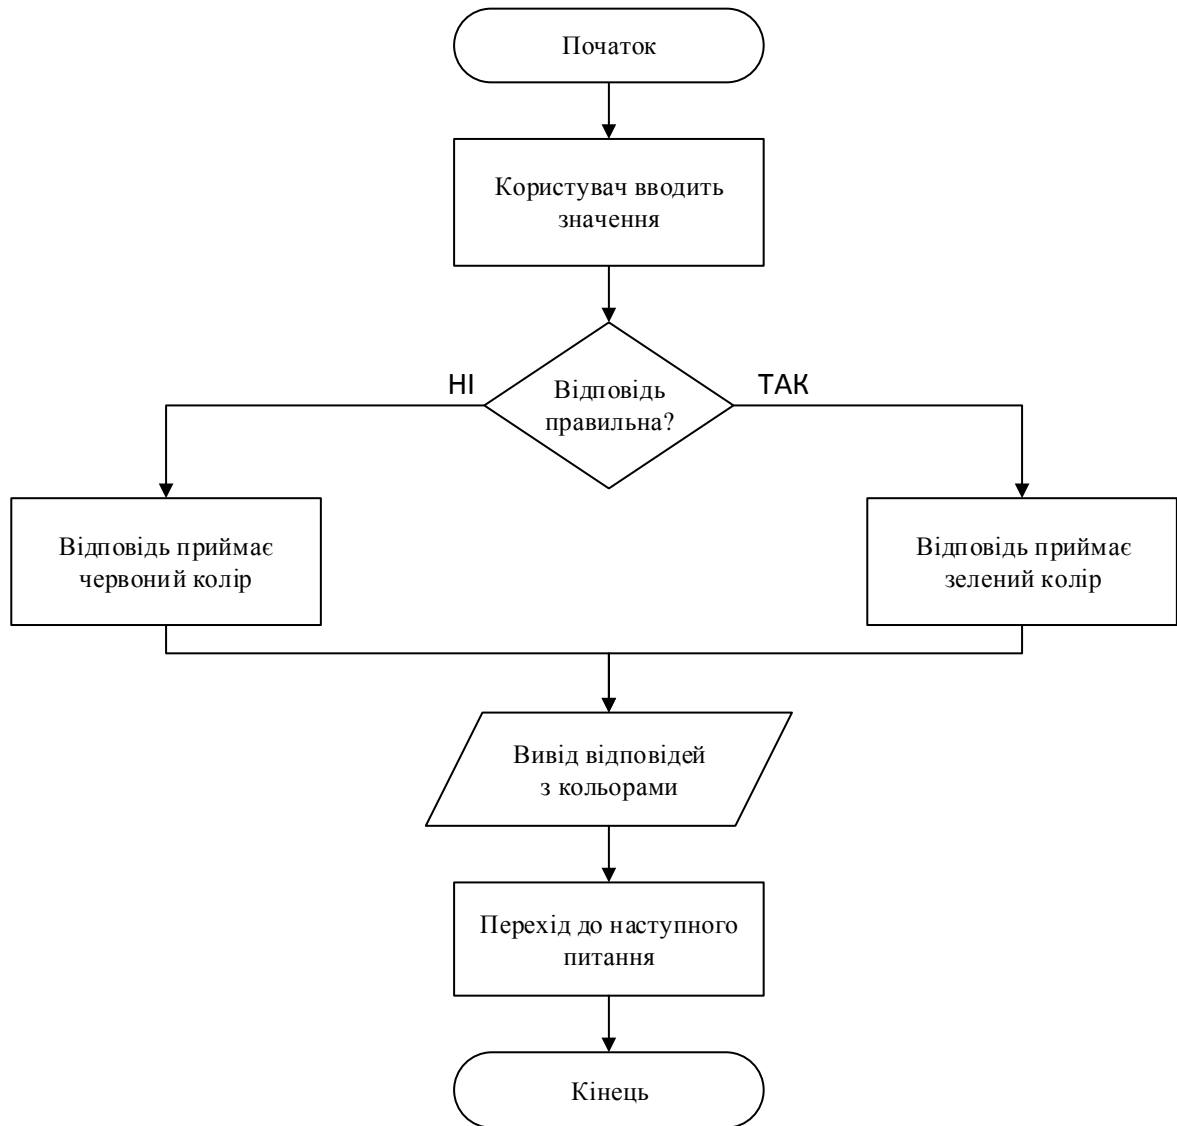 Початок
Користувач вводить
значення
НІ
Відповідь
правильна?
ТАК
Відповідь приймає
червоний колір
Відповідь приймає
зелений колір
Вивід відповідей
з кольорами
Перехід до наступного
питання
Кінець